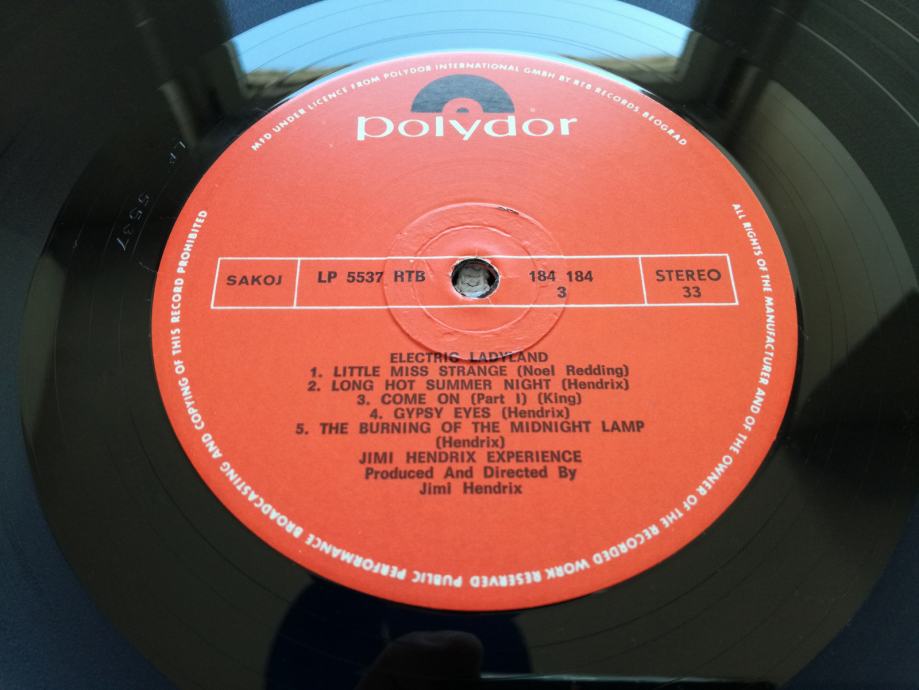 MFD UNDER LICENCE FROM POLYDOR INTERNATIONAL GMBH BY RTB RECORDS BEOGRAD
polydor
ALL RIGHTS OF THE MANUFACTURER AND OF THE OWNER OF THE RECORDED WORK RESERVED PUBLIC PERFORMANCE BROADCASTING AND COPYING OF THIS RECORD PROHIBITED
LP 5537
SAKOJ LP 5537 RTB 184 184 STEREO
3 33
ELECTRIC LADYLAND
1. LITTLE MISS STRANGE (Noel Redding)
2. LONG HOT SUMMER NIGHT (Hendrix)
3. COME ON (Part I) (King)
4. GYPSY EYES (Hendrix)
5. THE BURNING OF THE MIDNIGHT LAMP
(Hendrix)
JIMI HENDRIX EXPERIENCE
Produced And Directed By
Jimi Hendrix